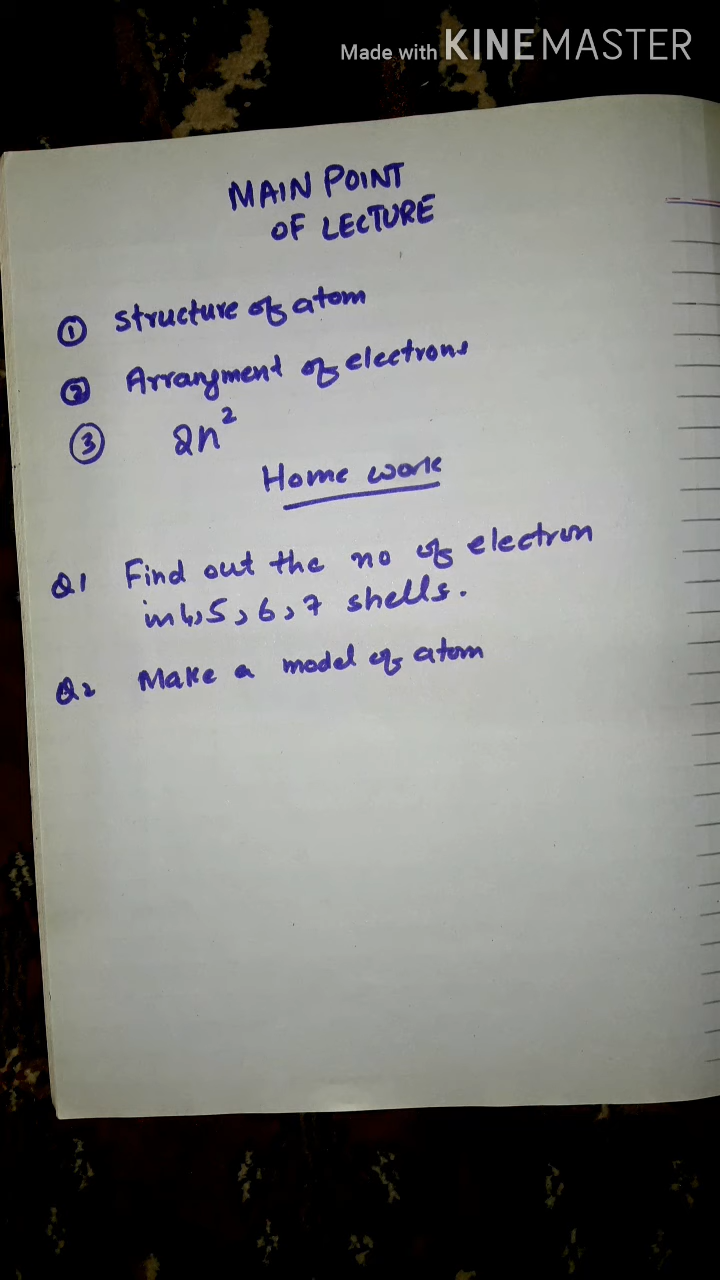 Made with KINEMASTER
MAIN POINT
OF LECTURE
① Structure of atom
② Arrangment of electrons
③ 2n²
Home work
Q1 Find out the no of electron
in 4, 5, 6, 7 shells.
Q2 Make a model of atom